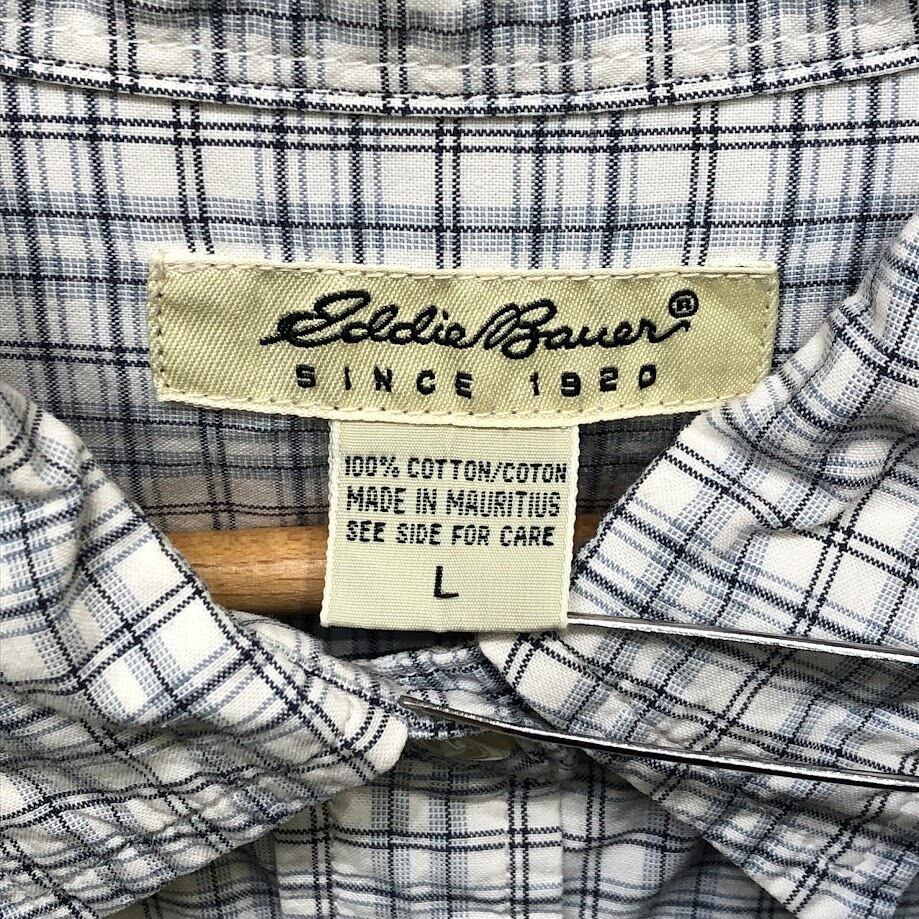 Eddie Bauer®
SINCE 1920
100% COTTON/COTON
MADE IN MAURITIUS
SEE SIDE FOR CARE
L